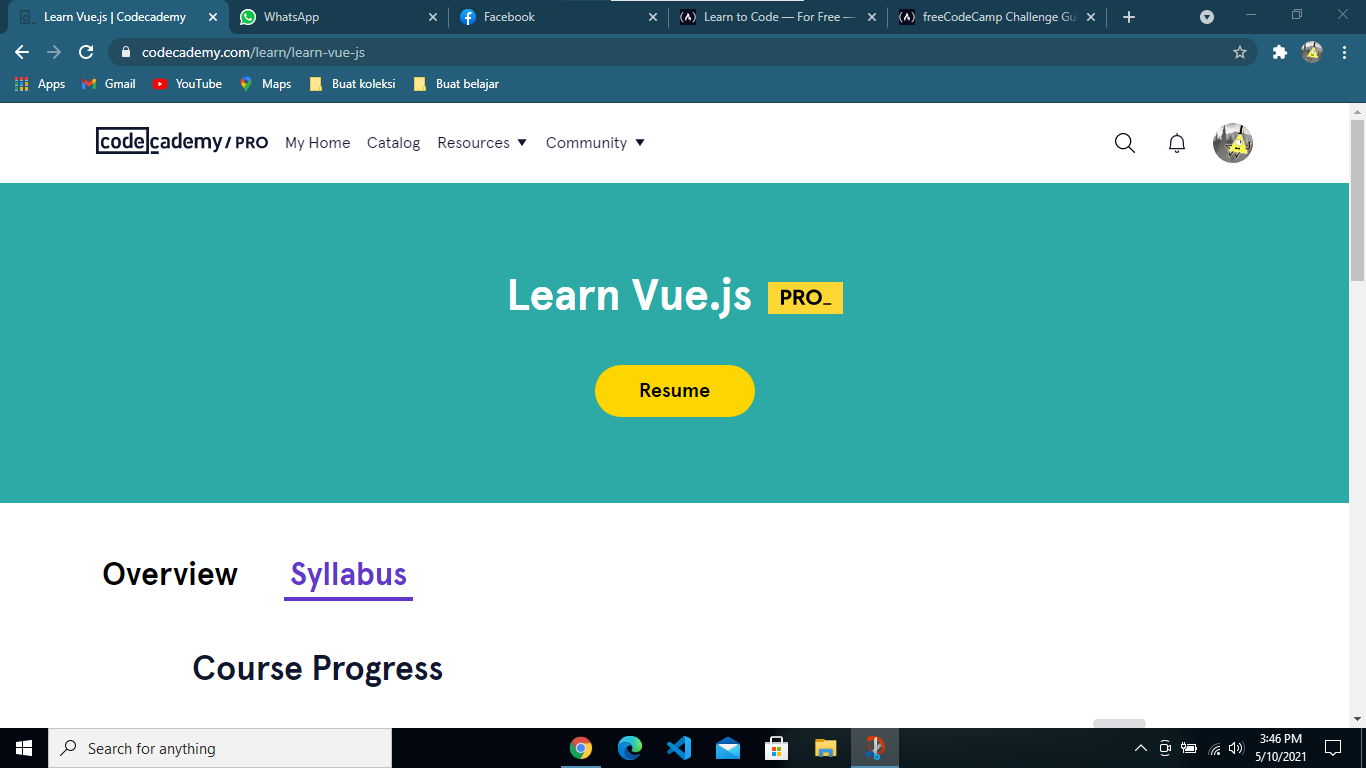 Learn Vue.js | Codecademy
WhatsApp
Facebook
Learn to Code — For Free —
freeCodeCamp Challenge Gu
codecademy.com/learn/learn-vue-js
Apps
Gmail
YouTube
Maps
Buat koleksi
Buat belajar
codecademy / PRO
My Home
Catalog
Resources
Community
Learn Vue.js
PRO_
Resume
Overview
Syllabus
Course Progress
Search for anything
3:46 PM
5/10/2021